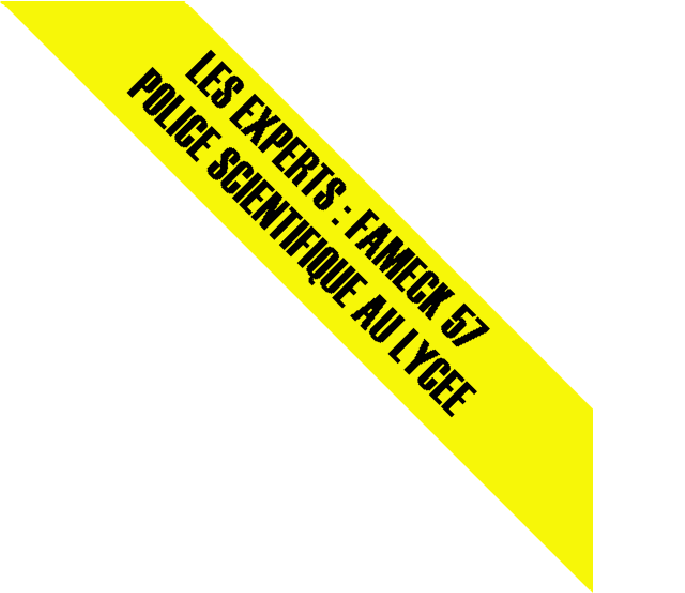 LES EXPERTS : FAMECK 57
POLICE SCIENTIFIQUE AU LYCEE